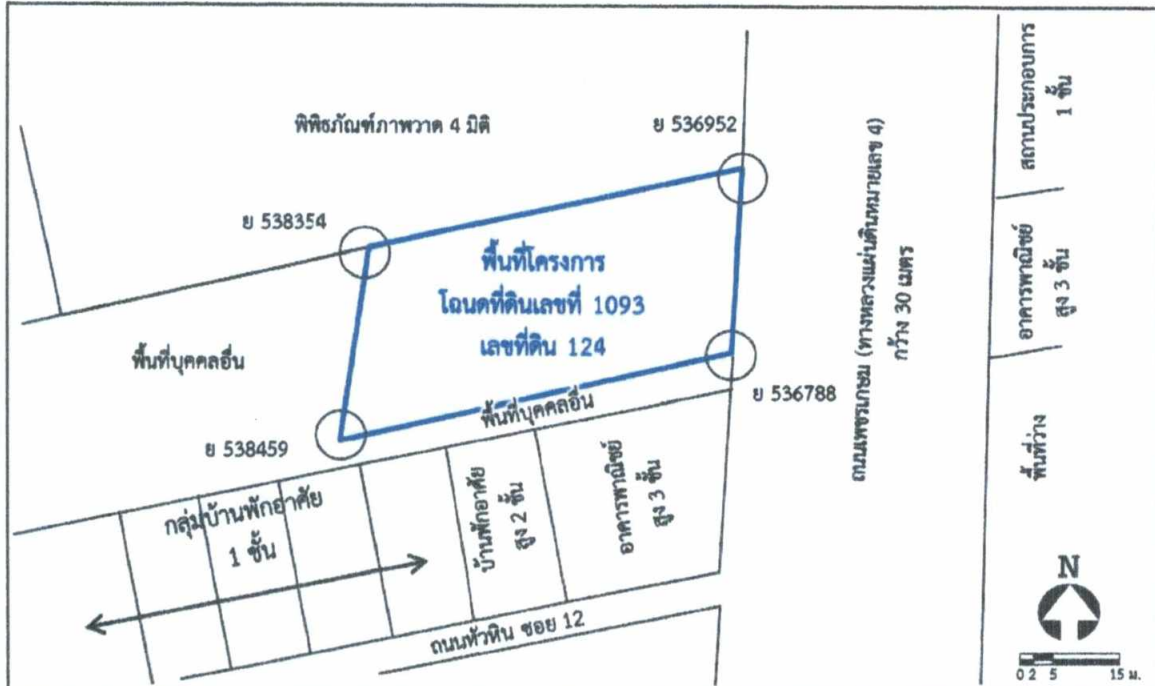 พิพิธภัณฑ์ภาพวาด 4 มิติ
ย 536952
ย 538354
พื้นที่โครงการ
โฉนดที่ดินเลขที่ 1093
เลขที่ดิน 124
พื้นที่บุคคลอื่น
พื้นที่บุคคลอื่น
ย 536788
ย 538459
กลุ่มบ้านพักอาศัย
1 ชั้น
บ้านพักอาศัย
สูง 2 ชั้น
อาคารพาณิชย์
สูง 3 ชั้น
ถนนหัวหิน ซอย 12
ถนนเพชรเกษม (ทางหลวงแผ่นดินหมายเลข 4)
กว้าง 30 เมตร
สถานประกอบการ
1 ชั้น
อาคารพาณิชย์
สูง 3 ชั้น
พื้นที่ว่าง
N
0 2 5 15 ม.